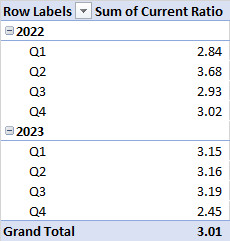 Row Labels Sum of Current Ratio
2022
Q1 2.84
Q2 3.68
Q3 2.93
Q4 3.02
2023
Q1 3.15
Q2 3.16
Q3 3.19
Q4 2.45
Grand Total 3.01